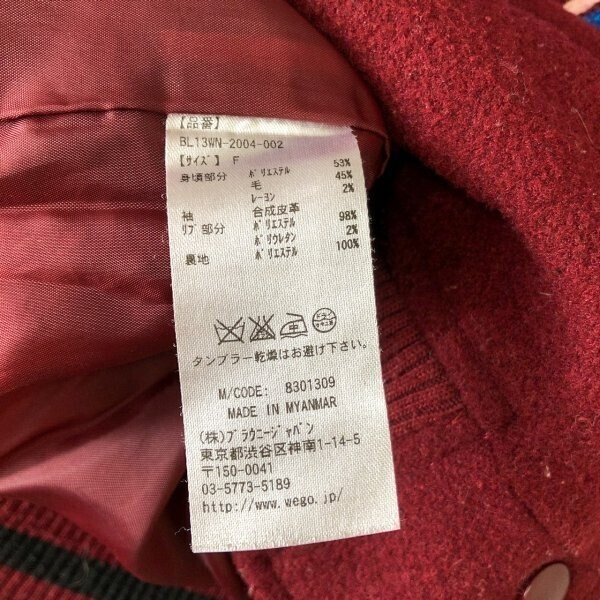 【品番】
BL13WN-2004-002
【サイズ】 F
身頃部分 ポリエステル 53%
毛 45%
レーヨン 2%
袖 合成皮革
リブ部分 ポリエステル 98%
ポリウレタン 2%
裏地 ポリエステル 100%
タンブラー乾燥はお避け下さい。
M/CODE: 8301309
MADE IN MYANMAR
(株)ブラウニージャパン
東京都渋谷区神南1-14-5
〒150-0041
03-5773-5189
http://www.wego.jp/